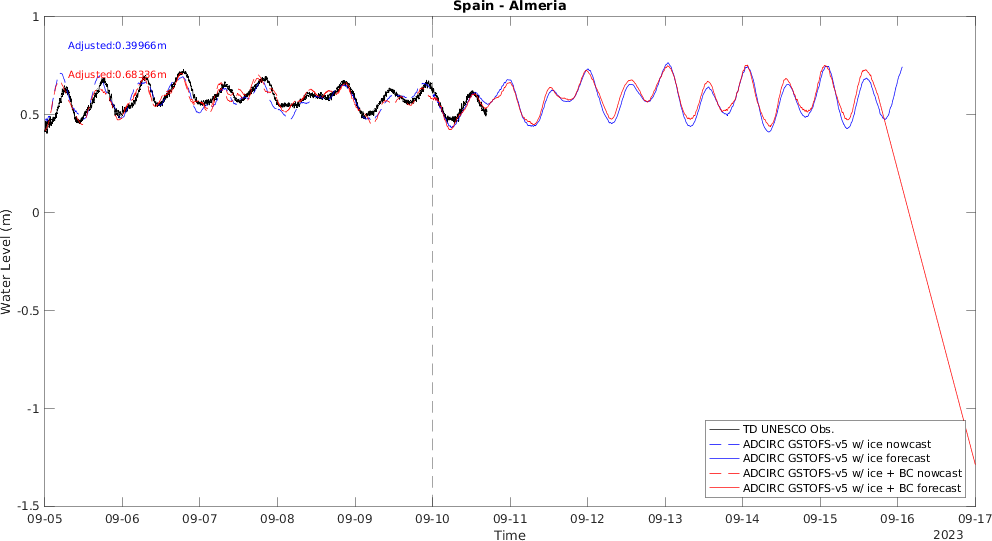 Spain - Almeria
1
Adjusted:0.39966m
Adjusted:0.68336m
0.5
0
-0.5
-1
-1.5
Water Level (m)
TD UNESCO Obs.
ADCIRC GSTOFS-v5 w/ ice nowcast
ADCIRC GSTOFS-v5 w/ ice forecast
ADCIRC GSTOFS-v5 w/ ice + BC nowcast
ADCIRC GSTOFS-v5 w/ ice + BC forecast
09-05 09-06 09-07 09-08 09-09 09-10 09-11 09-12 09-13 09-14 09-15 09-16 09-17
Time
2023